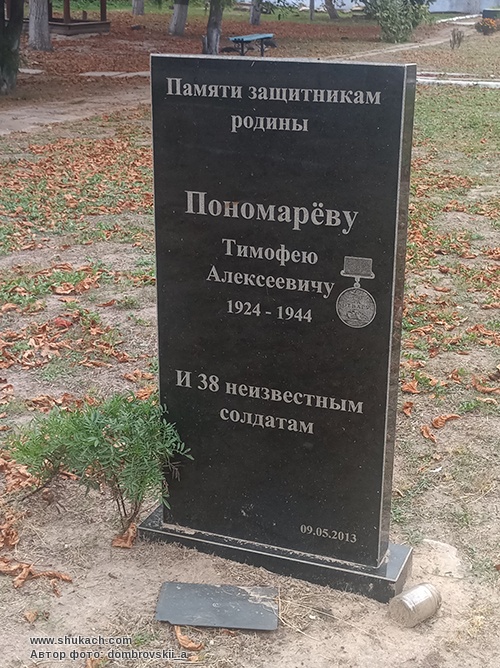 Памяти защитникам
родины
Пономарёву
Тимофею
Алексеевичу
1924 - 1944
И 38 неизвестным
солдатам
09.05.2013
www.shukach.com
Автор фото: dombrovskii_a